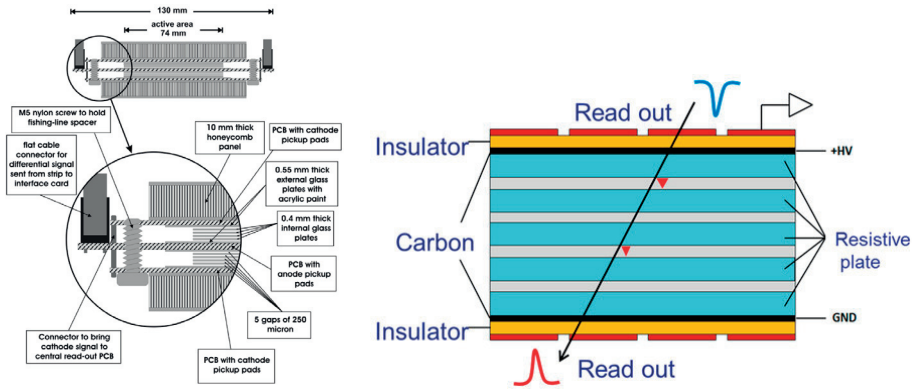 130 mm
active area
74 mm
M5 nylon screw to hold
fishing-line spacer
flat cable
connector for
differential signal
sent from strip to
interface card
10 mm thick
honeycomb
panel
PCB with cathode
pickup pads
0.55 mm thick
external glass
plates with
acrylic paint
0.4 mm thick
internal glass
plates
PCB with
anode pickup
pads
5 gaps of 250
micron
Connector to bring
cathode signal to
central read-out PCB
PCB with cathode
pickup pads
Read out
Insulator
+HV
Carbon
Resistive
plate
GND
Insulator
Read out